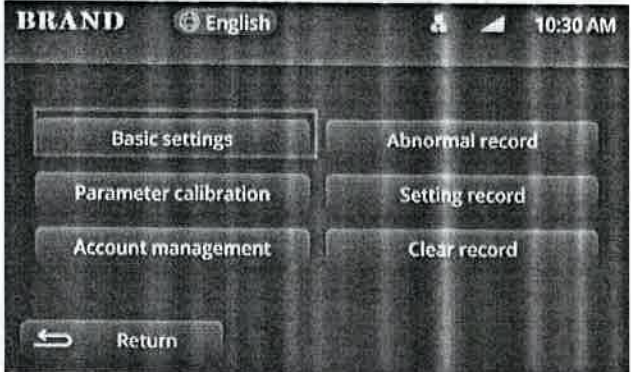 BRAND English 10:30 AM
Basic settings Abnormal record
Parameter calibration Setting record
Account management Clear record
Return